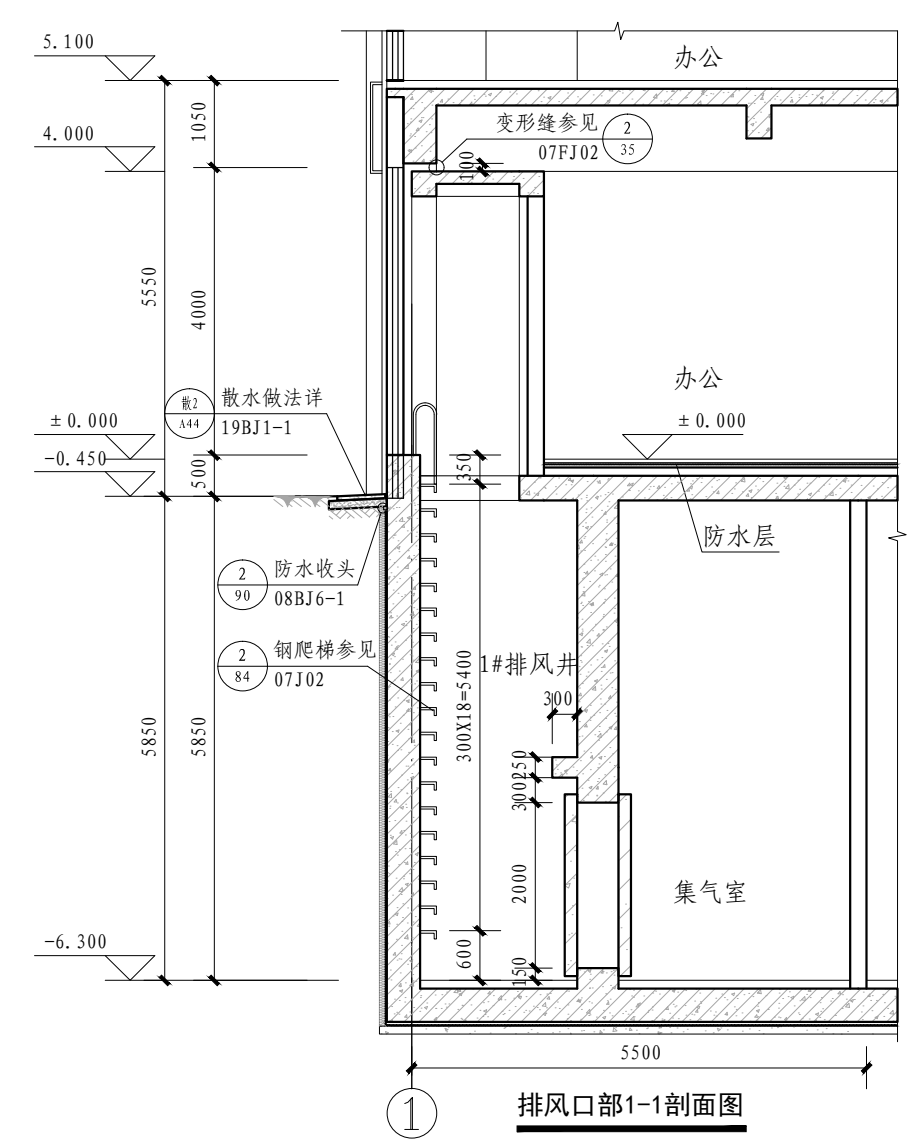 5.100
办公
1050
变形缝参见
2
35
07FJ02
4.000
100
5550
4000
办公
散2
A44
散水做法详
19BJ1-1
±0.000
±0.000
-0.450
500
350
防水层
2
90
防水收头
08BJ6-1
2
84
钢爬梯参见
07J02
1#排风井
300X18=5400
300
5850
5850
250
300
2000
集气室
-6.300
600
150
5500
1
排风口部1-1剖面图